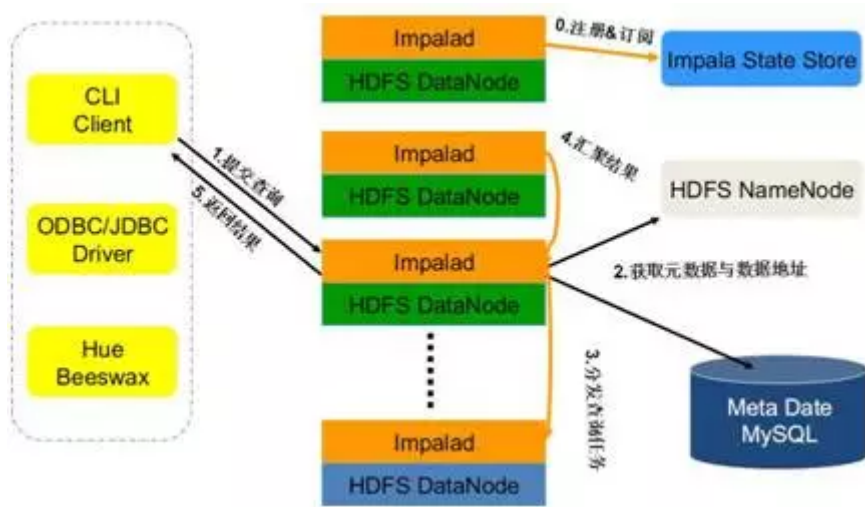 Impalad
HDFS DataNode
0.注册&订阅
Impala State Store
CLI
Client
ODBC/JDBC
Driver
Hue
Beeswax
1.提交查询
5.返回结果
Impalad
HDFS DataNode
4.汇聚结果
HDFS NameNode
Impalad
HDFS DataNode
2.获取元数据与数据地址
3.分发查询任务
Meta Date
MySQL
Impalad
HDFS DataNode